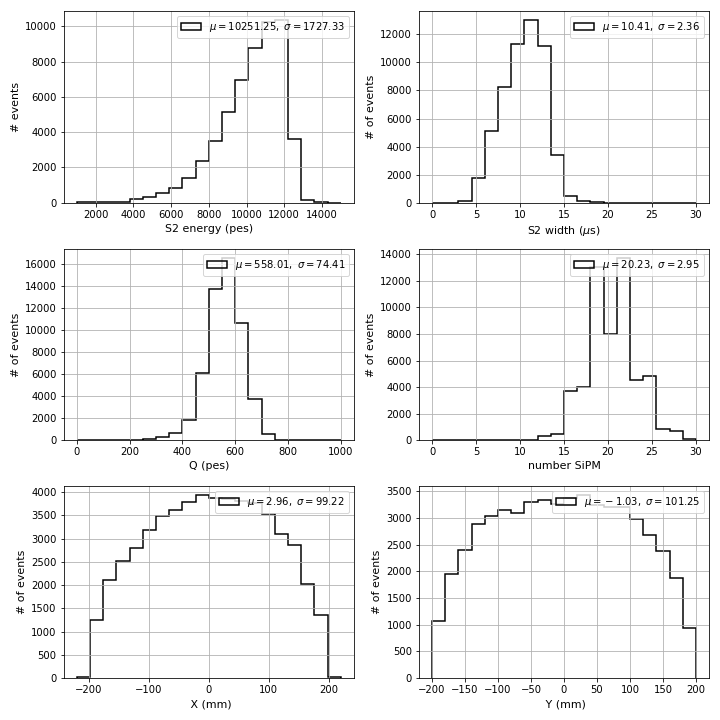 10000
8000
6000
4000
2000
0
# events
μ = 10251.25, σ = 1727.33
2000 4000 6000 8000 10000 12000 14000
S2 energy (pes)
12000
10000
8000
6000
4000
2000
0
# of events
μ = 10.41, σ = 2.36
0 5 10 15 20 25 30
S2 width (μs)
16000
14000
12000
10000
8000
6000
4000
2000
0
# of events
μ = 558.01, σ = 74.41
0 200 400 600 800 1000
Q (pes)
14000
12000
10000
8000
6000
4000
2000
0
# of events
μ = 20.23, σ = 2.95
0 5 10 15 20 25 30
number SiPM
4000
3500
3000
2500
2000
1500
1000
500
0
# of events
μ = 2.96, σ = 99.22
−200 −100 0 100 200
X (mm)
3500
3000
2500
2000
1500
1000
500
0
# of events
μ = −1.03, σ = 101.25
−200 −150 −100 −50 0 50 100 150 200
Y (mm)